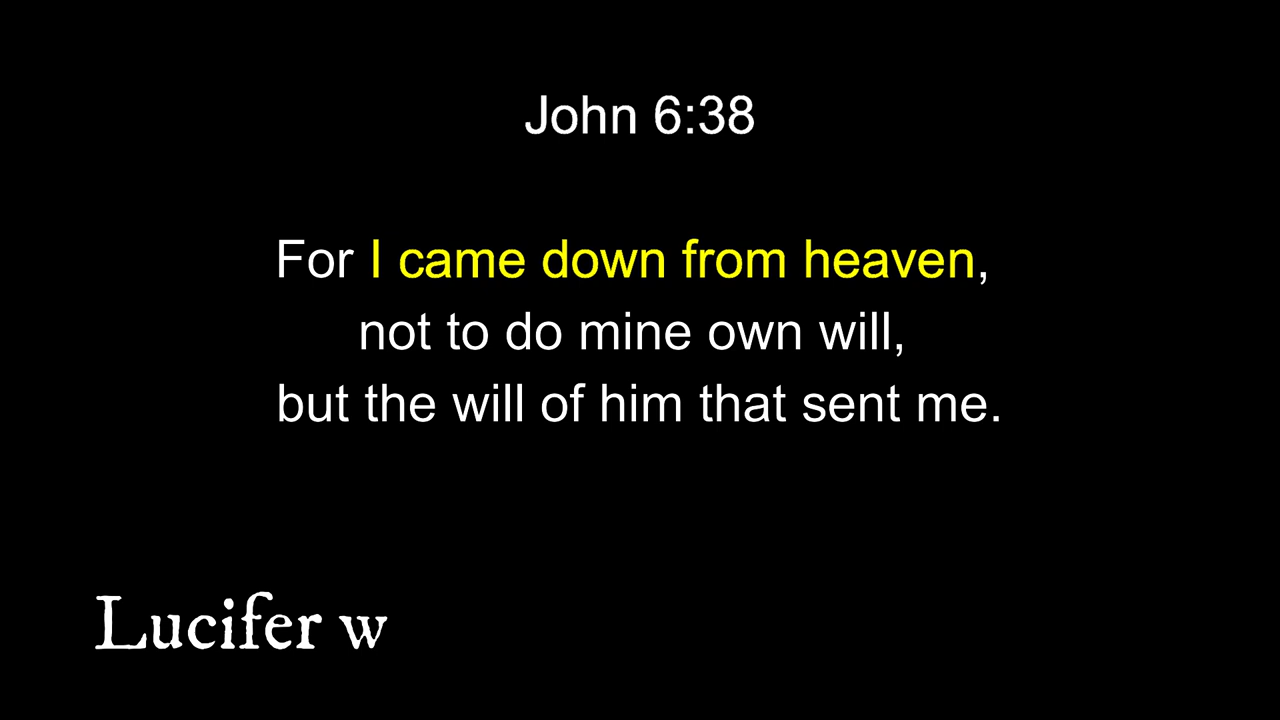 John 6:38
For I came down from heaven,
not to do mine own will,
but the will of him that sent me.
Lucifer w